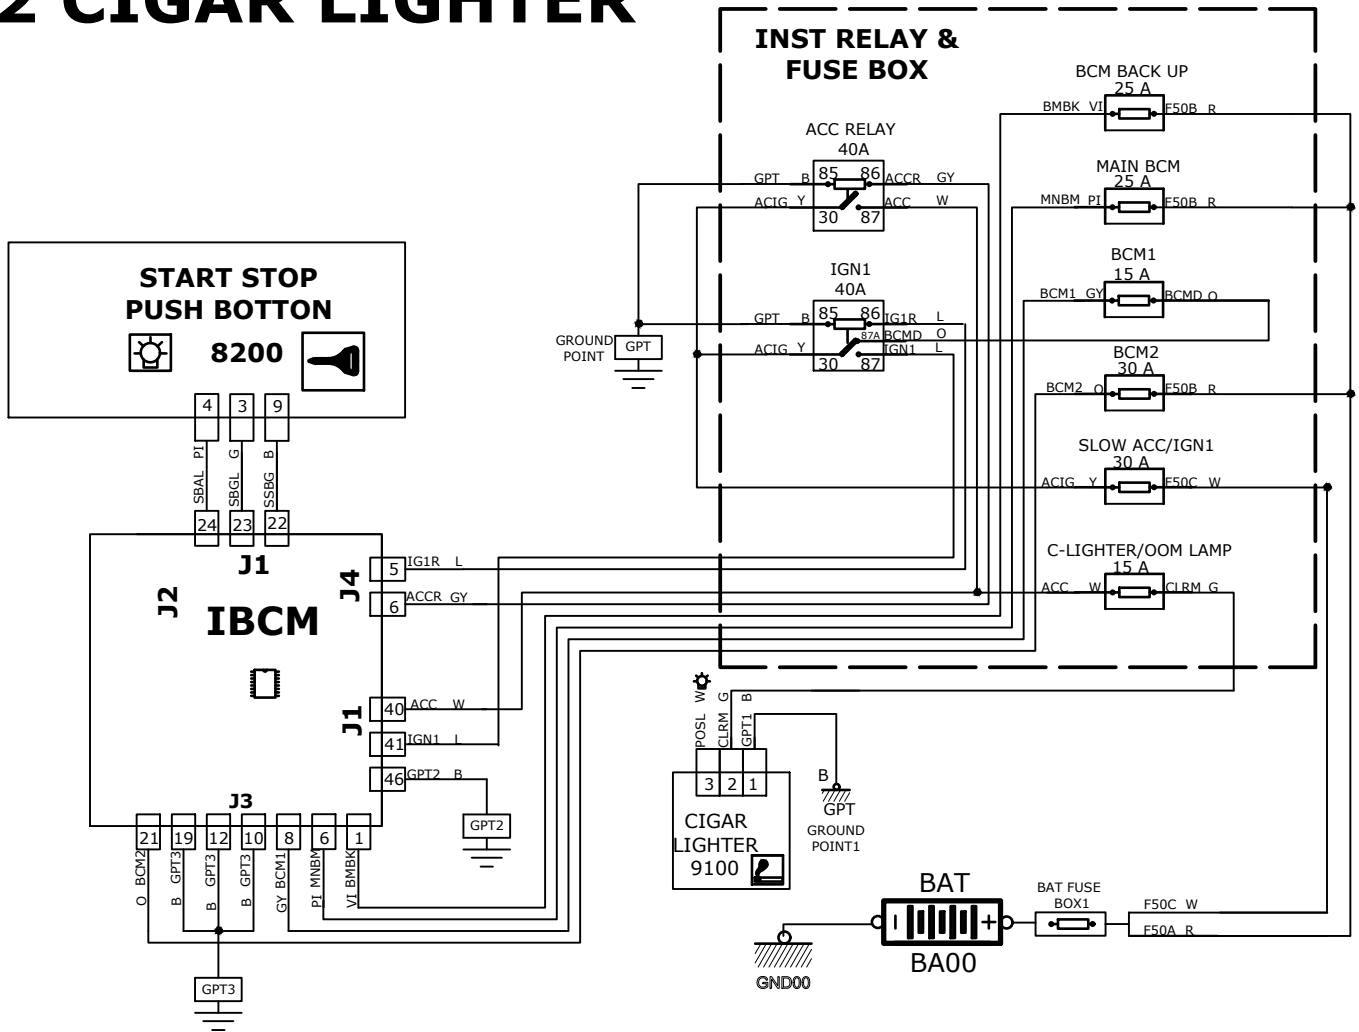 2 CIGAR LIGHTER
INST RELAY &
FUSE BOX
BCM BACK UP
25 A
BMBK VI
F50B R
ACC RELAY
40A
85 86
GPT B
ACCR GY
ACIG Y
ACC W
30 87
MAIN BCM
25 A
MNBM PI
F50B R
IGN1
40A
85 86
GPT B
IG1R L
87A
BCMD O
ACIG Y
IGN1 L
30 87
BCM1
15 A
BCM1 GY
BCMD O
GROUND
POINT
GPT
BCM2
30 A
BCM2 O
F50B R
SLOW ACC/IGN1
30 A
ACIG Y
F50C W
C-LIGHTER/OOM LAMP
15 A
ACC W
CLRM G
START STOP
PUSH BOTTON
8200
4 3 9
SBAL PI
SBGL G
SSBG B
24 23 22
J1
J2
J4
IBCM
5
IG1R L
6
ACCR GY
J1
40
ACC W
41
IGN1 L
46
GPT2 B
GPT2
J3
21 19 12 10 8 6 1
O BCM2
B GPT3
B GPT3
B GPT3
GY BCM1
PI MNBM
VI BMBK
GPT3
POSL W
CLRM G
GPT1 B
3 2 1
CIGAR
LIGHTER
9100
B
GPT
GROUND
POINT1
BAT
- +
BA00
GND00
BAT FUSE
BOX1
F50C W
F50A R